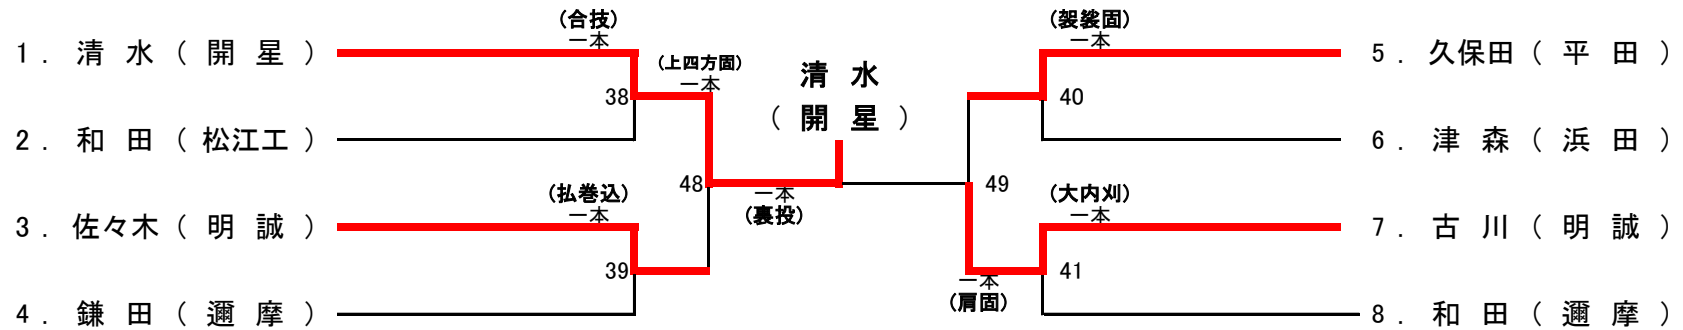 (合技)
一本
1. 清水(開星)
38
2. 和田(松江工)
(上四方固)
一本
(払巻込)
一本
3. 佐々木(明誠)
39
4. 鎌田(邇摩)
48
清水
(開星)
一本
(裏投)
(袈裟固)
一本
5. 久保田(平田)
40
6. 津森(浜田)
49
(大内刈)
一本
7. 古川(明誠)
41
一本
(肩固)
8. 和田(邇摩)